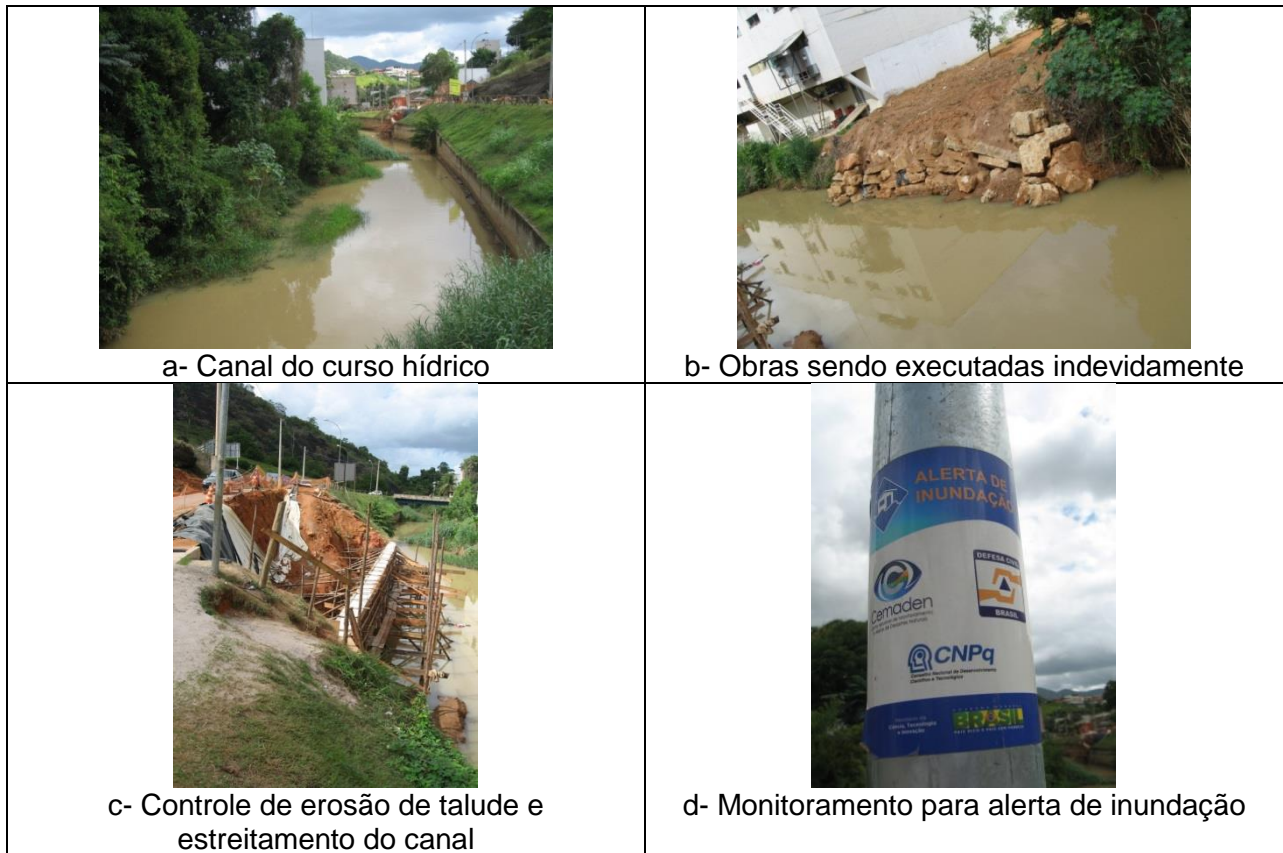 a- Canal do curso hídrico
b- Obras sendo executadas indevidamente
c- Controle de erosão de talude e
estreitamento do canal
ALERTA DE
INUNDAÇÃO
Cemaden
DEFESA CIVIL
BRASIL
CNPq
Conselho Nacional de Desenvolvimento
Científico e Tecnológico
Ministério da
Ciência, Tecnologia
e Inovação
BRASIL
d- Monitoramento para alerta de inundação